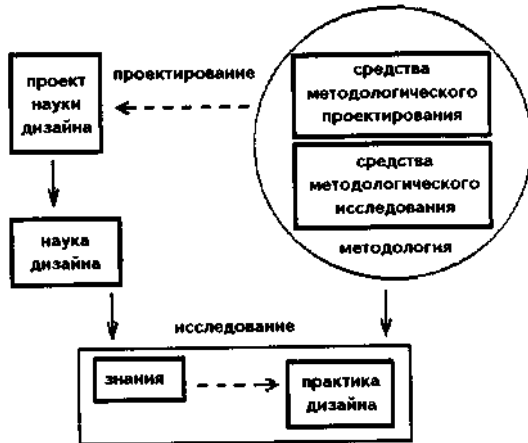 проект
науки
дизайна
проектирование
средства
методологического
проектирования
средства
методологического
исследования
методология
наука
дизайна
исследование
знания
практика
дизайна